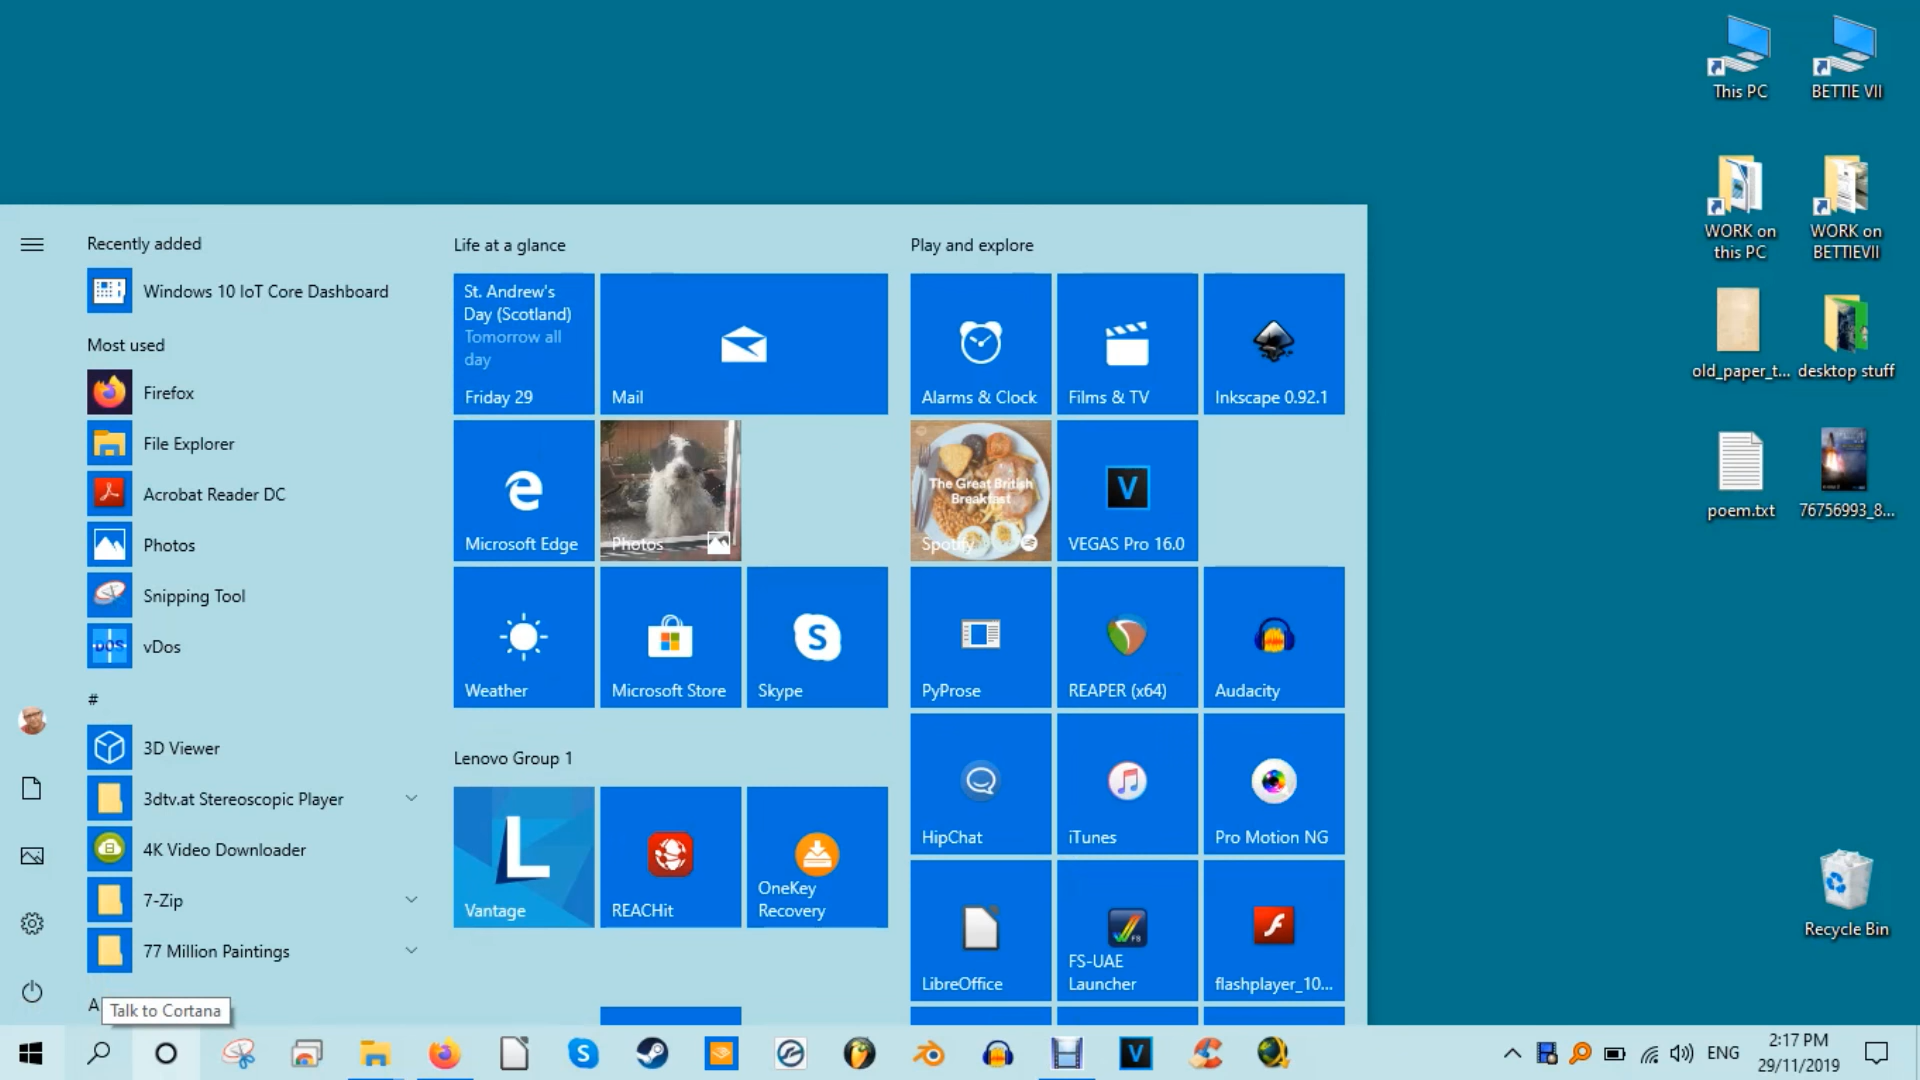 This PC
BETTIE VII
WORK on
this PC
WORK on
BETTIEVII
old_paper_t...
desktop stuff
poem.txt
76756993_8...
Recycle Bin
Recently added
Windows 10 IoT Core Dashboard
Most used
Firefox
File Explorer
Acrobat Reader DC
Photos
Snipping Tool
DOS
vDos
#
3D Viewer
3dtv.at Stereoscopic Player
4K Video Downloader
7-Zip
77 Million Paintings
A
Talk to Cortana
Life at a glance
St. Andrew's
Day (Scotland)
Tomorrow all
day
Friday 29
Mail
Microsoft Edge
Photos
Weather
Microsoft Store
S
Skype
Lenovo Group 1
L
Vantage
REACHit
OneKey
Recovery
Play and explore
Alarms & Clock
Films & TV
Inkscape 0.92.1
The Great British
Breakfast
Spotify
V
VEGAS Pro 16.0
PyProse
REAPER (x64)
Audacity
HipChat
iTunes
Pro Motion NG
LibreOffice
FS
FS-UAE
Launcher
flashplayer_10...
S
V
ENG
2:17 PM
29/11/2019